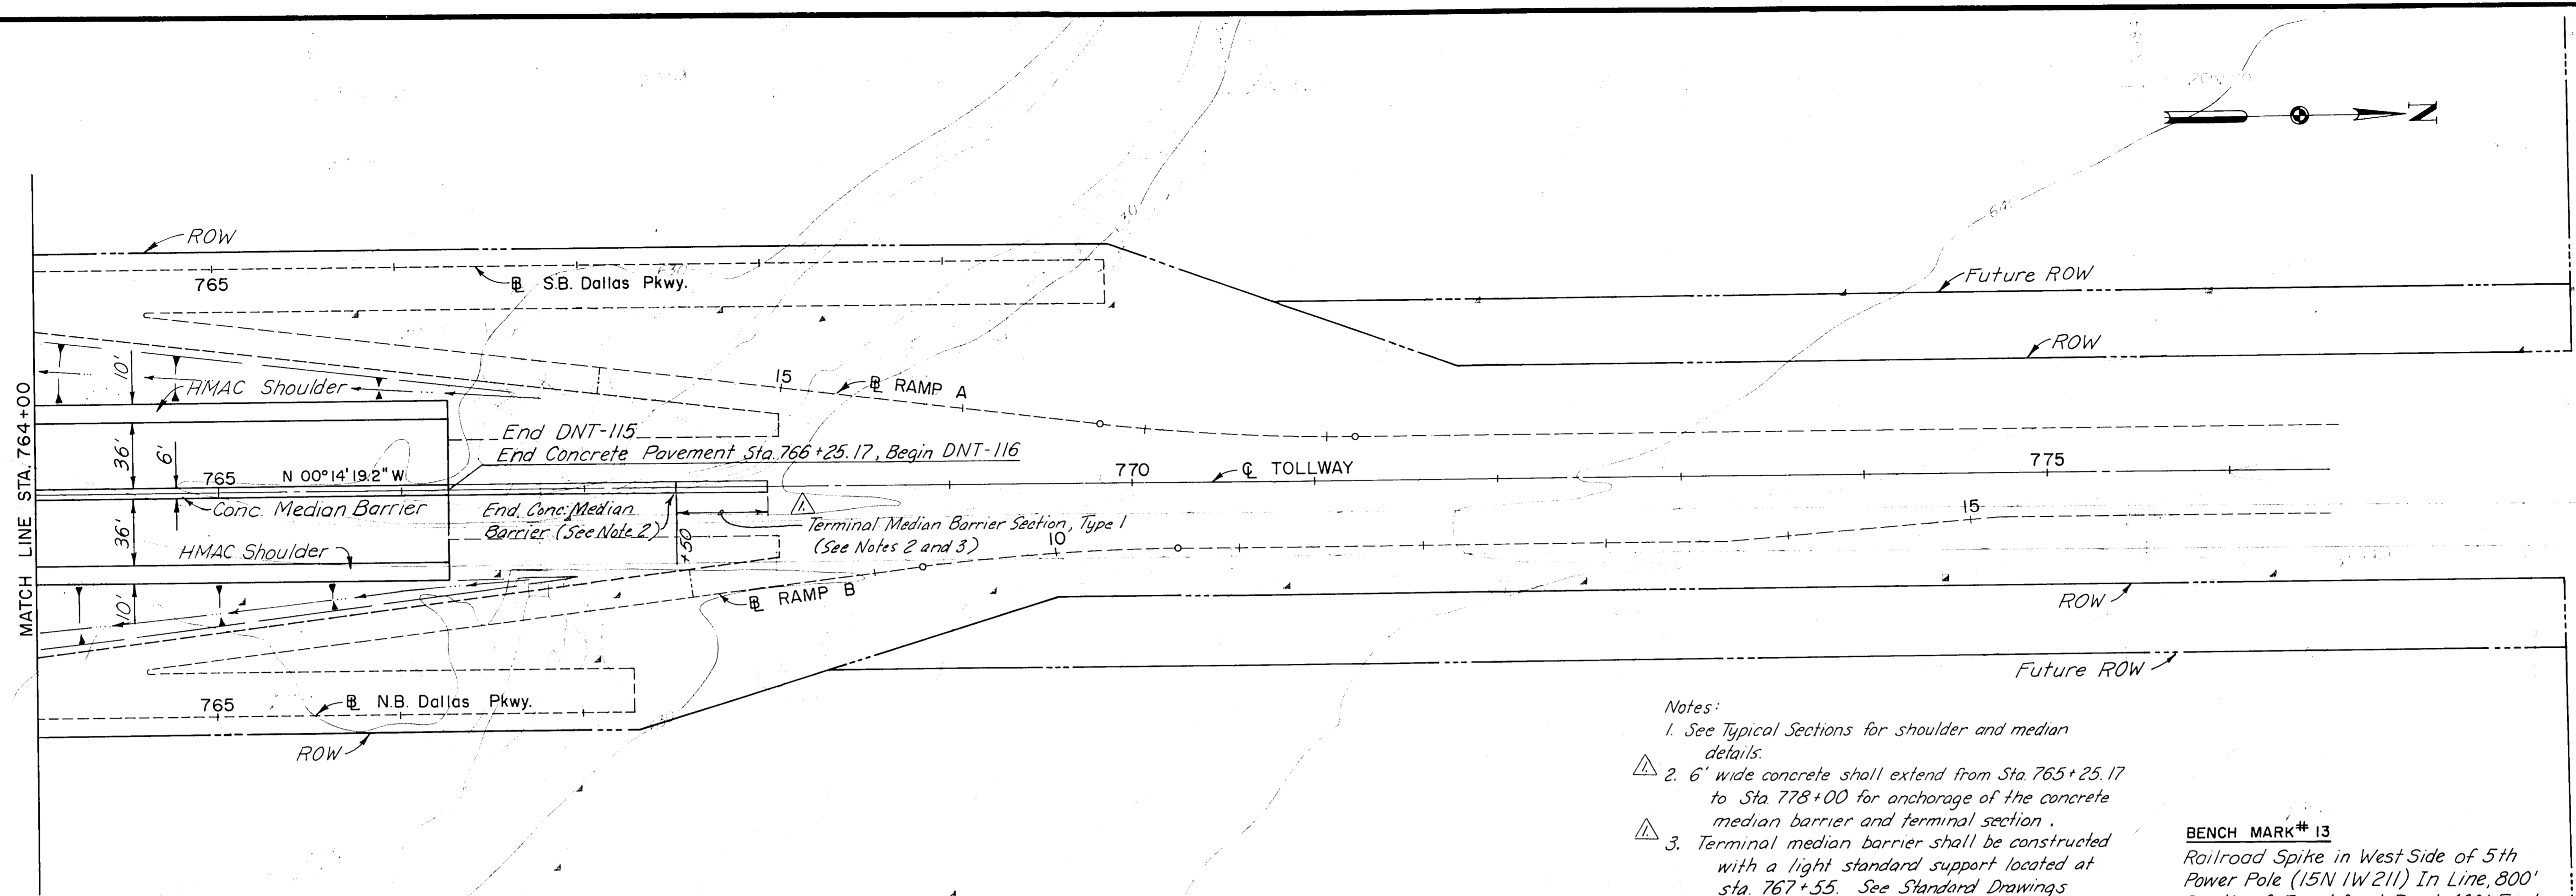 N
ROW
765
630
℄ S.B. Dallas Pkwy.
Future ROW
ROW
MATCH LINE STA. 764+00
10'
HMAC Shoulder
15
℄ RAMP A
End DNT-115
End Concrete Pavement Sta. 766+25.17, Begin DNT-116
36'
6'
765
N 00°14'19.2" W
770
℄ TOLLWAY
775
Conc. Median Barrier
End Conc. Median
Barrier (See Note 2)
+50
1.
Terminal Median Barrier Section, Type 1
(See Notes 2 and 3)
10
15
36'
HMAC Shoulder
10'
℄ RAMP B
ROW
Future ROW
765
℄ N.B. Dallas Pkwy.
ROW
Notes:
1. See Typical Sections for shoulder and median
details.
1. 2. 6' wide concrete shall extend from Sta. 765+25.17
to Sta. 778+00 for anchorage of the concrete
median barrier and terminal section.
1. 3. Terminal median barrier shall be constructed
with a light standard support located at
sta. 767+55. See Standard Drawings
BENCH MARK # 13
Railroad Spike in West Side of 5th
Power Pole (15N 1W 211) In Line, 800'